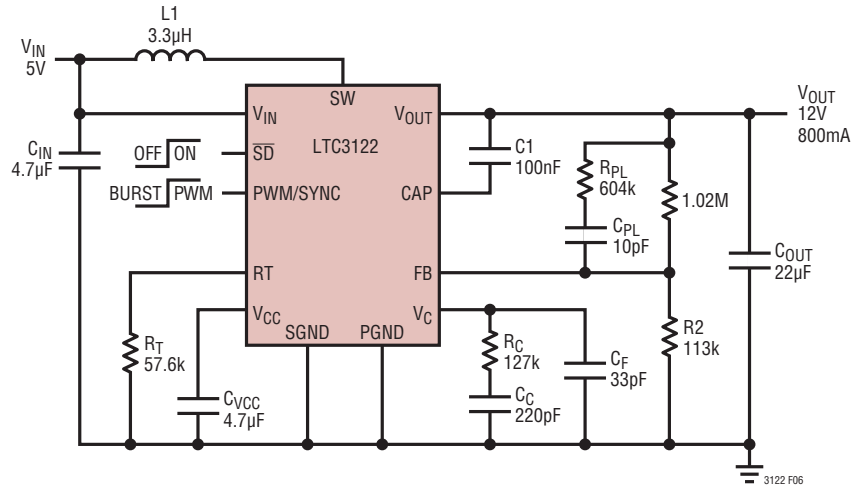 L1
3.3µH
VIN
5V
SW
VIN
VOUT
VOUT
12V
800mA
LTC3122
CIN
4.7µF
OFF ON
SD
C1
100nF
RPL
604k
1.02M
BURST PWM
PWM/SYNC
CAP
CPL
10pF
COUT
22µF
RT
FB
VCC
VC
SGND
PGND
RT
57.6k
RC
127k
CF
33pF
R2
113k
CVCC
4.7µF
CC
220pF
3122 F06